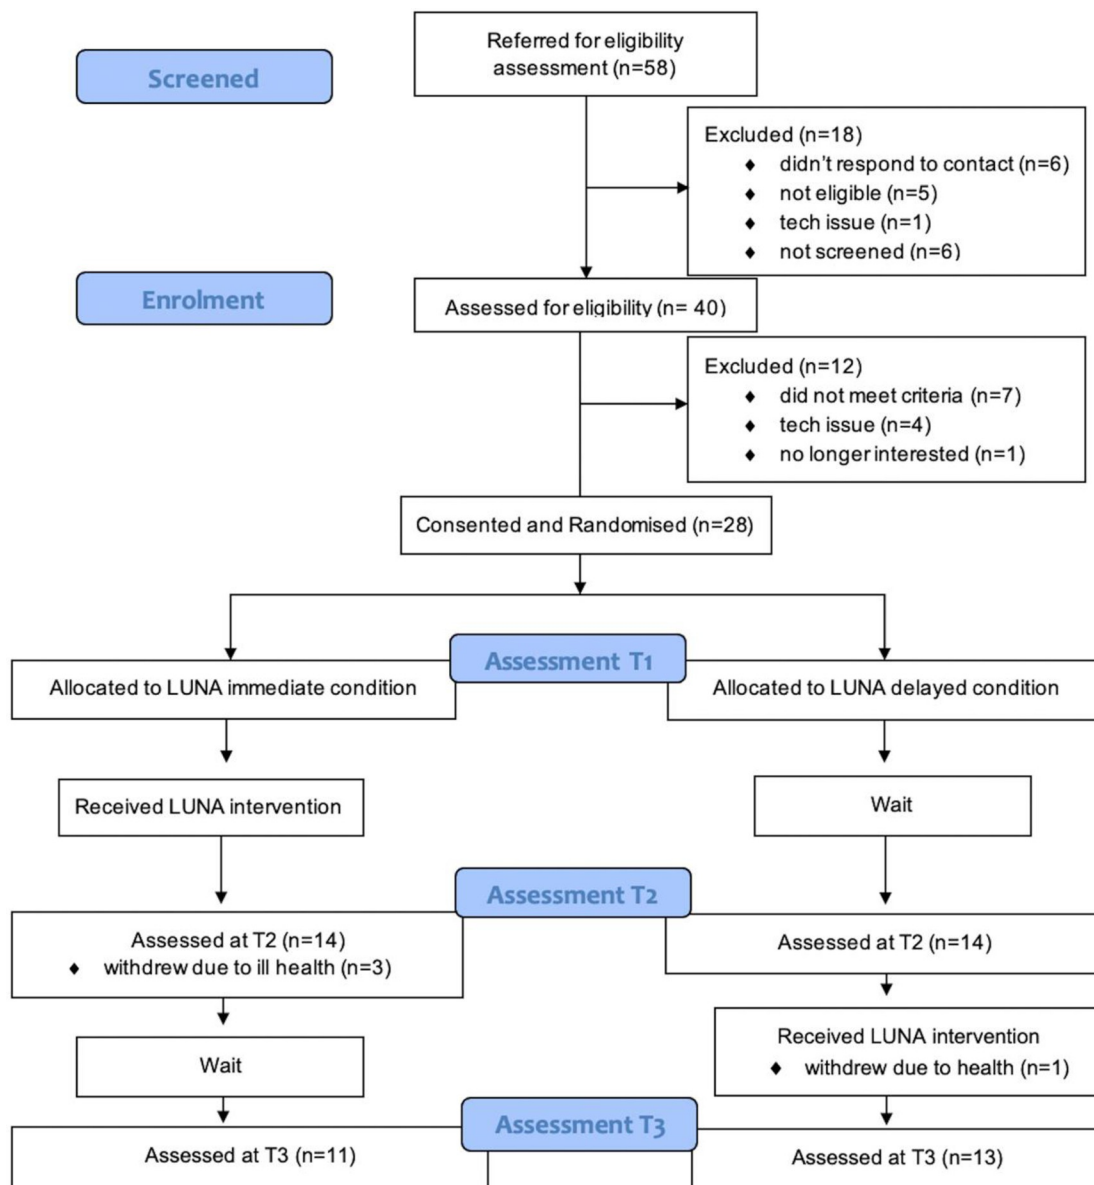 Screened
Referred for eligibility
assessment (n=58)
Excluded (n=18)
♦ didn't respond to contact (n=6)
♦ not eligible (n=5)
♦ tech issue (n=1)
♦ not screened (n=6)
Enrolment
Assessed for eligibility (n= 40)
Excluded (n=12)
♦ did not meet criteria (n=7)
♦ tech issue (n=4)
♦ no longer interested (n=1)
Consented and Randomised (n=28)
Assessment T1
Allocated to LUNA immediate condition
Allocated to LUNA delayed condition
Received LUNA intervention
Wait
Assessment T2
Assessed at T2 (n=14)
♦ withdrew due to ill health (n=3)
Assessed at T2 (n=14)
Wait
Received LUNA intervention
♦ withdrew due to health (n=1)
Assessment T3
Assessed at T3 (n=11)
Assessed at T3 (n=13)